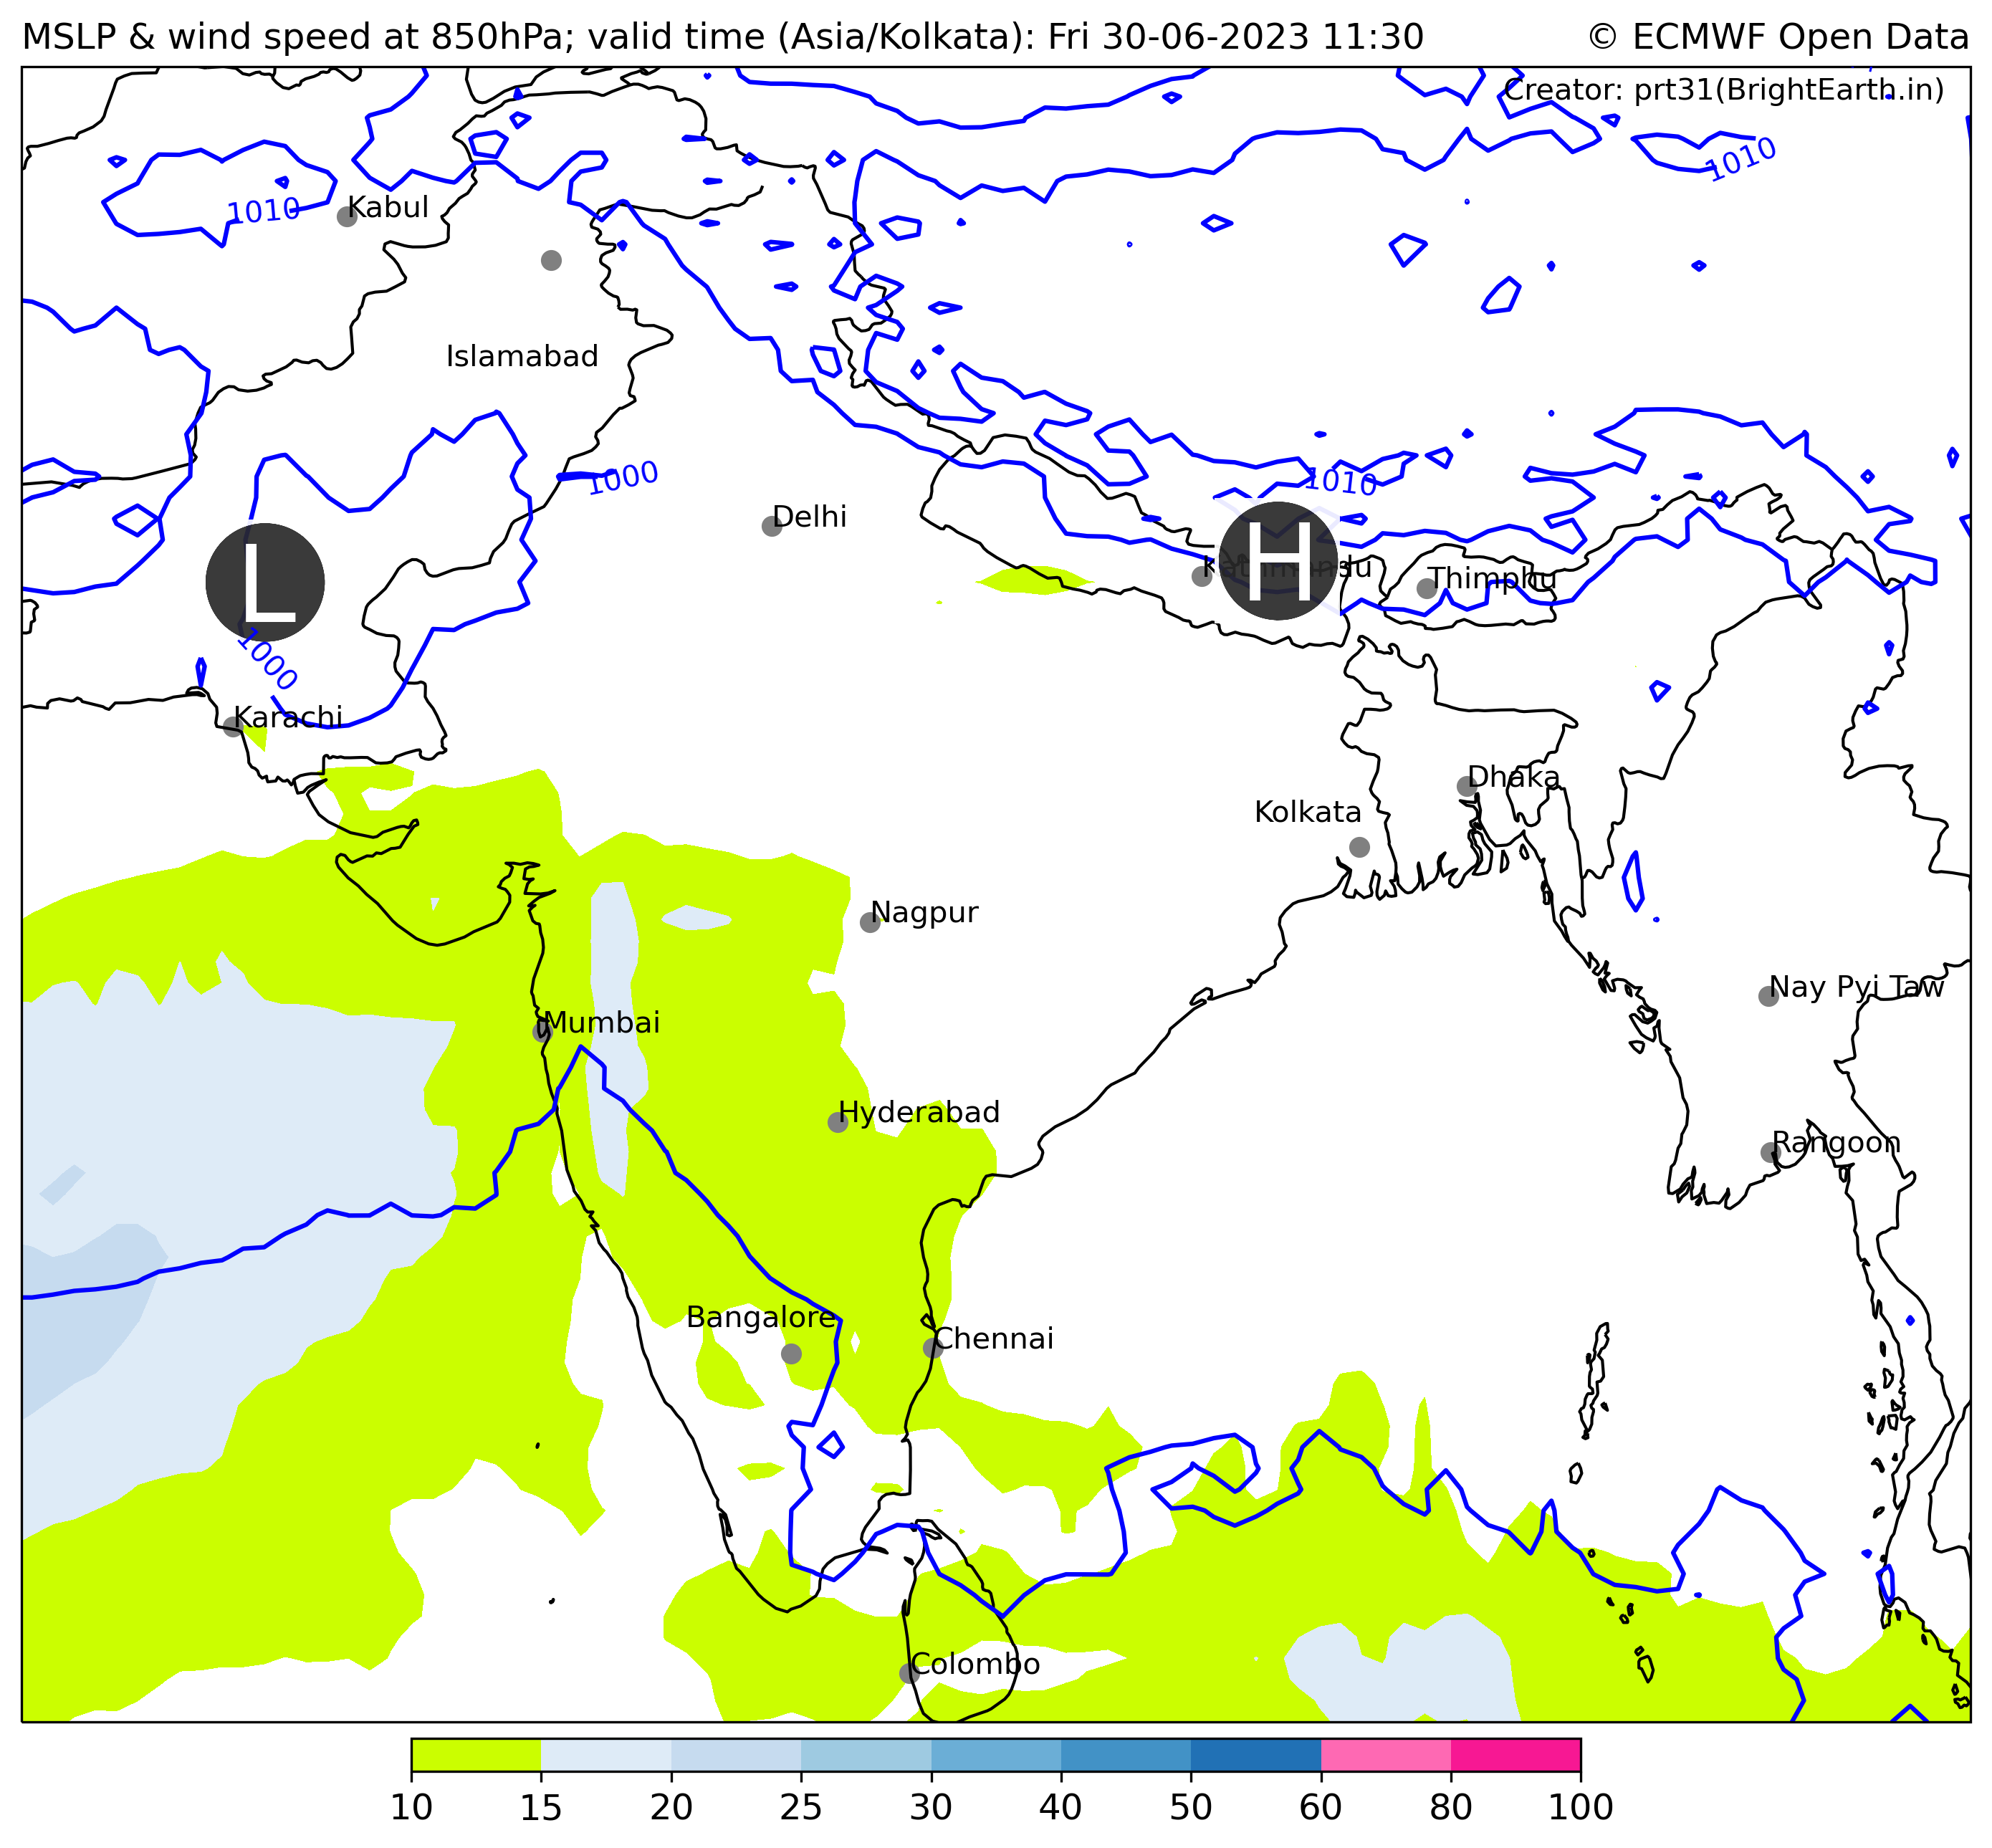 MSLP & wind speed at 850hPa; valid time (Asia/Kolkata): Fri 30-06-2023 11:30
© ECMWF Open Data
Creator: prt31(BrightEarth.in)
1010
1010
Kabul
Islamabad
1000
1010
Delhi
L
H
Thimphu
1000
Karachi
Dhaka
Kolkata
Nagpur
Nay Pyi Taw
Mumbai
Hyderabad
Rangoon
Bangalore
Chennai
Colombo
10 15 20 25 30 40 50 60 80 100